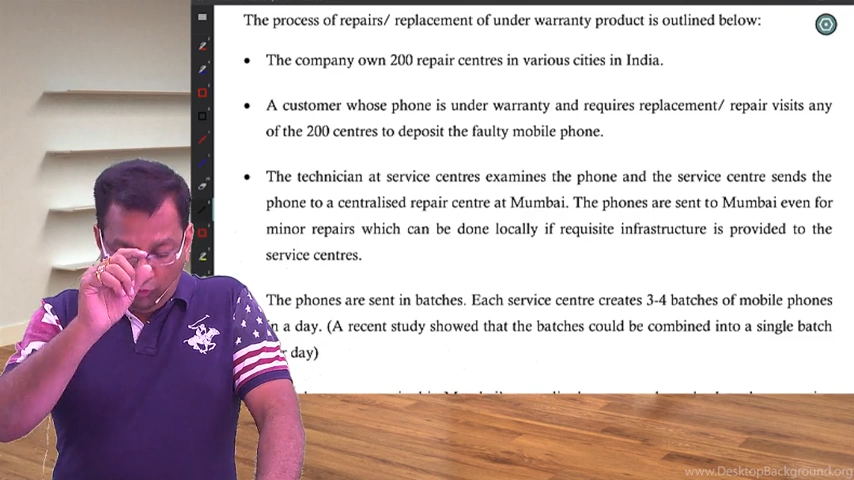 The process of repairs/ replacement of under warranty product is outlined below:
• The company own 200 repair centres in various cities in India.
• A customer whose phone is under warranty and requires replacement/ repair visits any
of the 200 centres to deposit the faulty mobile phone.
• The technician at service centres examines the phone and the service centre sends the
phone to a centralised repair centre at Mumbai. The phones are sent to Mumbai even for
minor repairs which can be done locally if requisite infrastructure is provided to the
service centres.
The phones are sent in batches. Each service centre creates 3-4 batches of mobile phones
a day. (A recent study showed that the batches could be combined into a single batch
day)
www.DesktopBackground.org